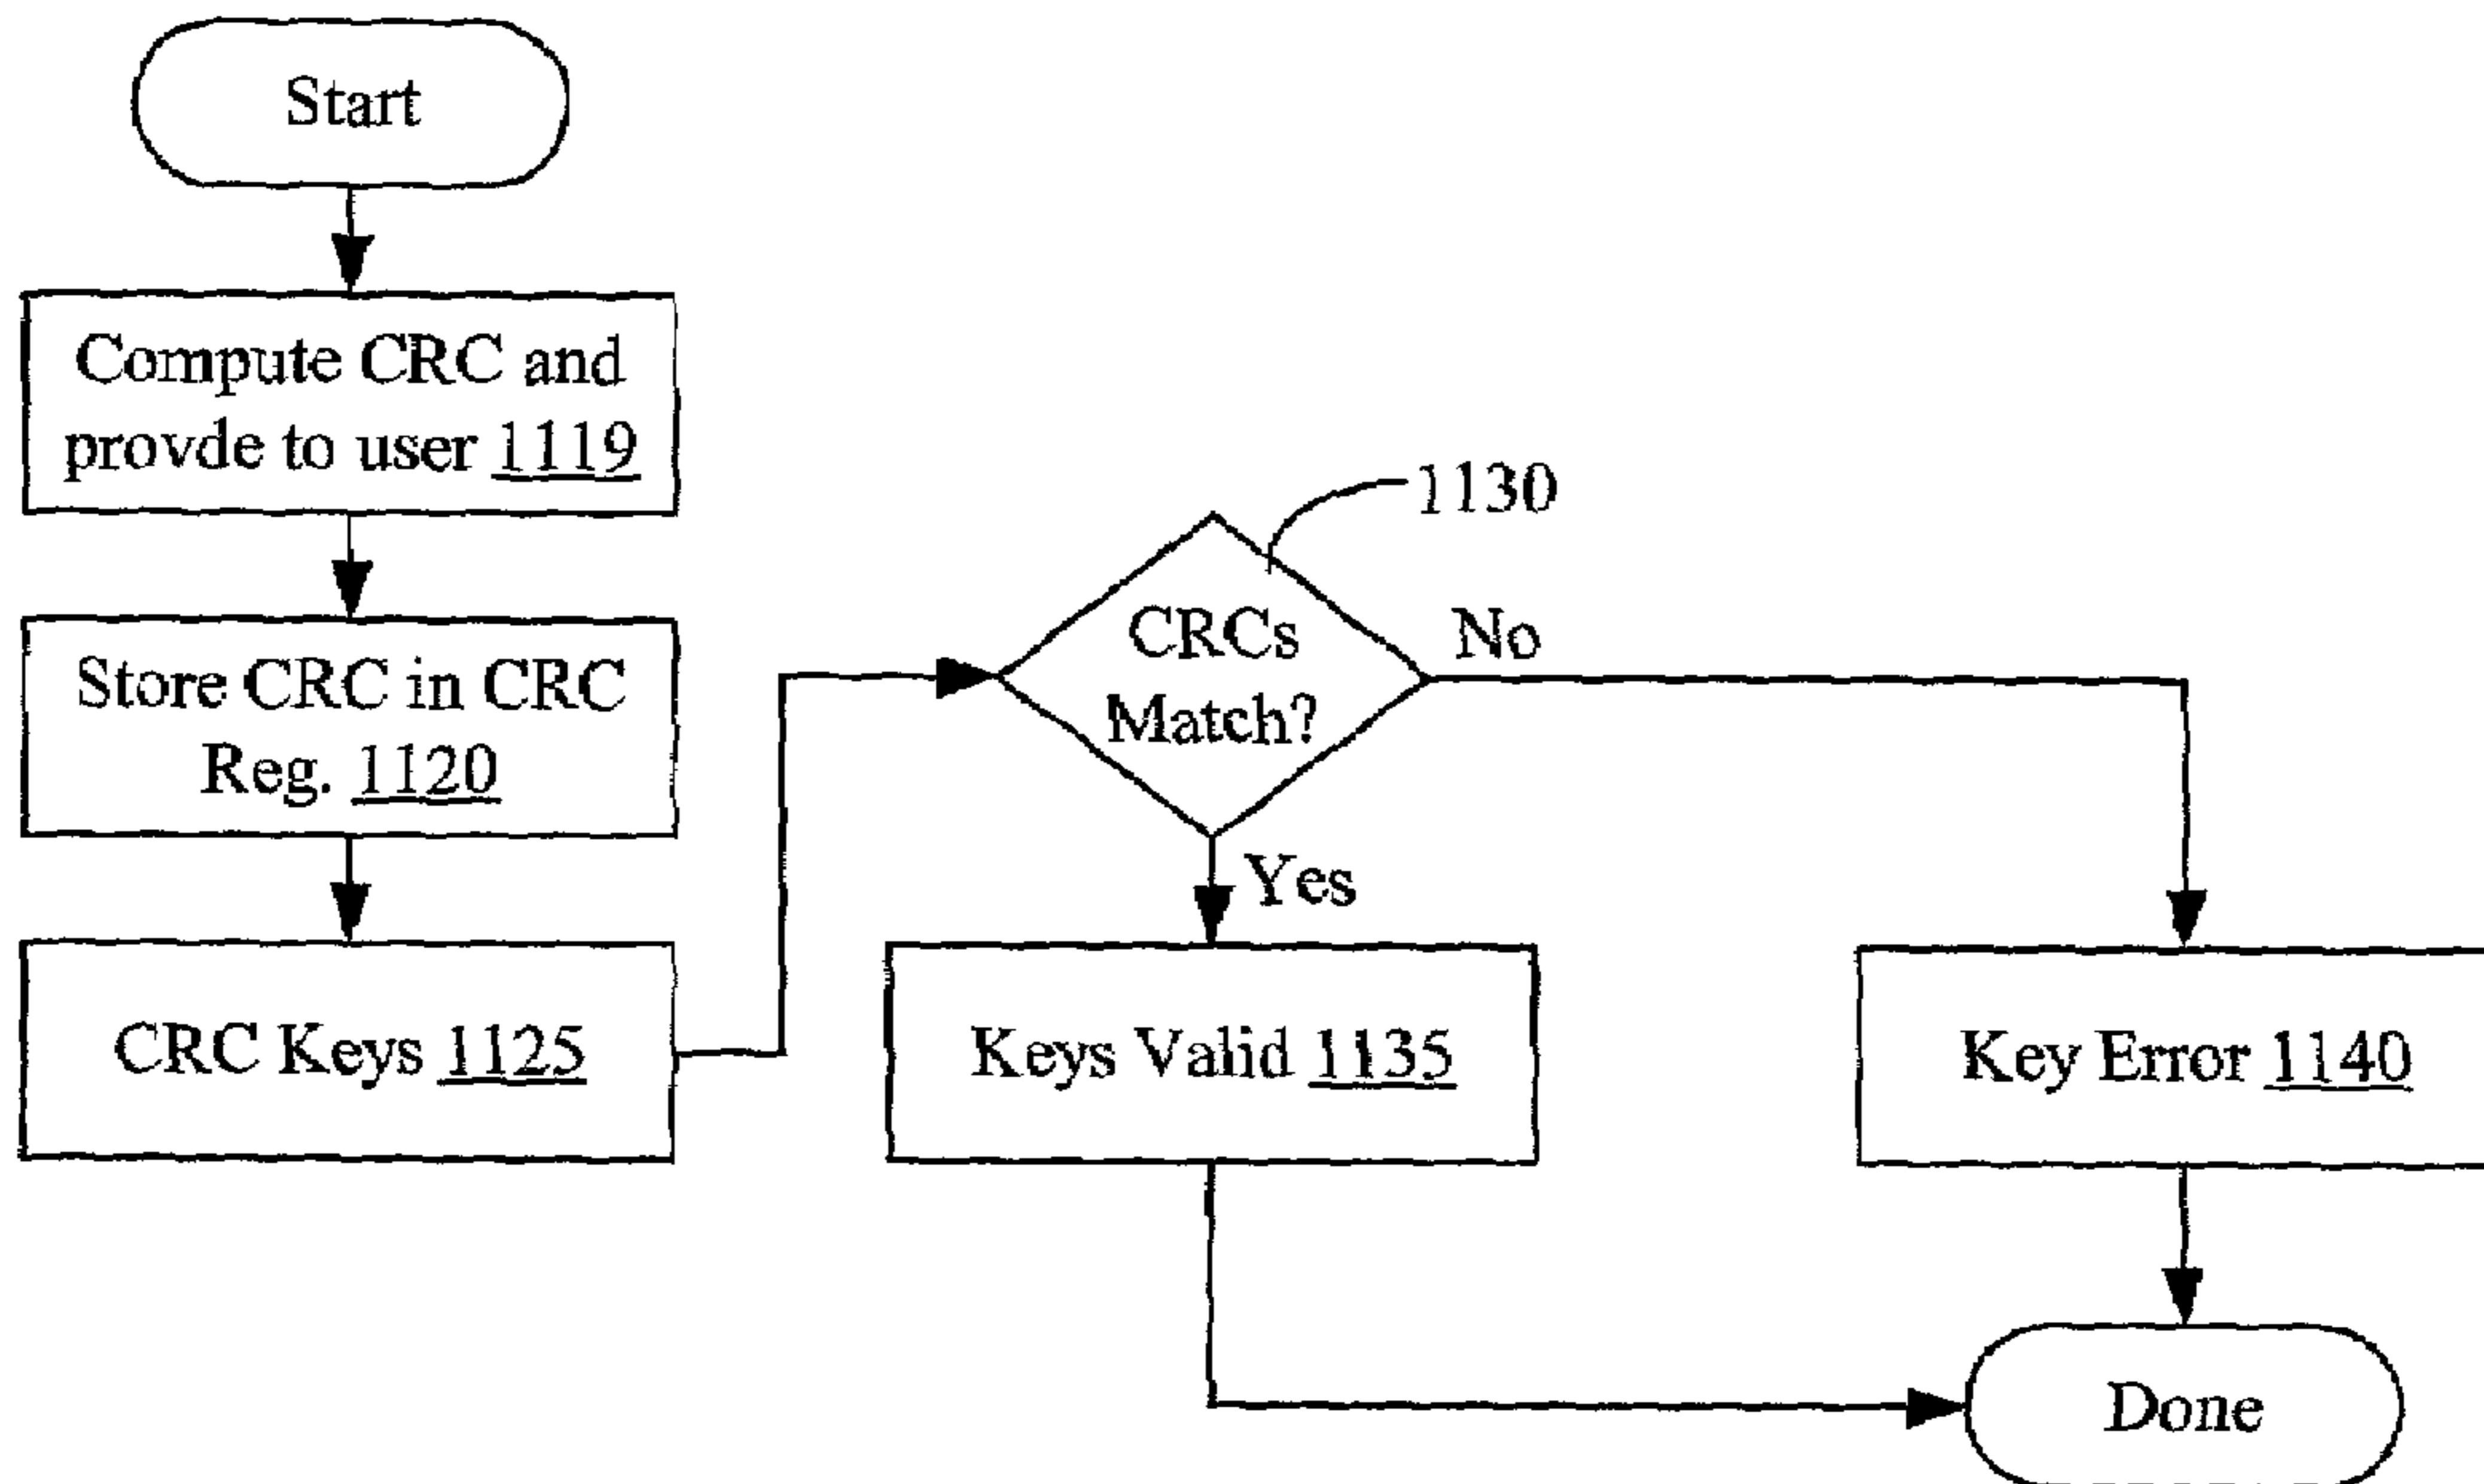 Start
Compute CRC and
provde to user 1119
Store CRC in CRC
Reg. 1120
CRC Keys 1125
1130
CRCs
Match?
No
Yes
Keys Valid 1135
Key Error 1140
Done